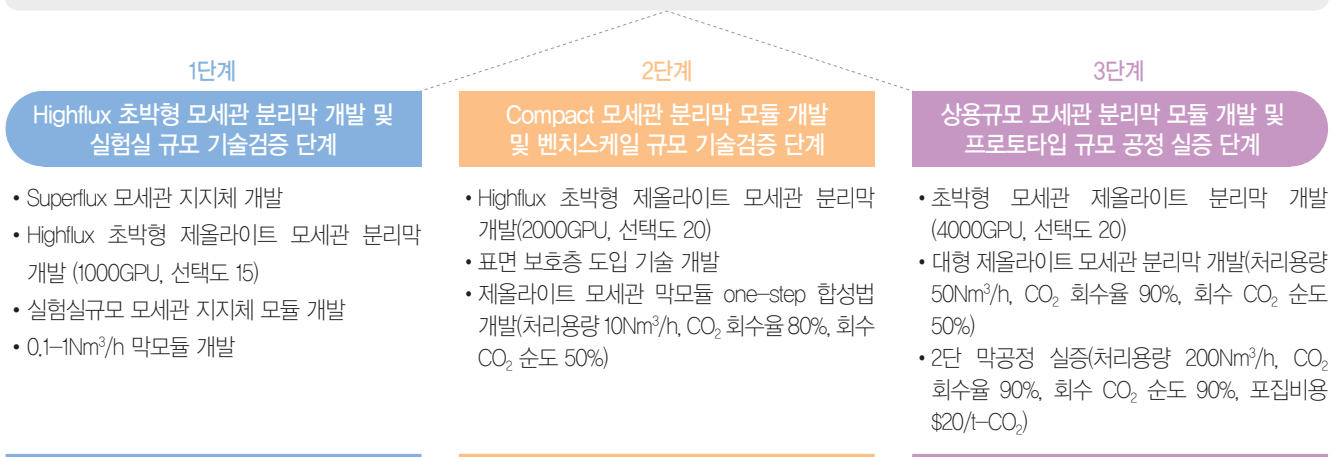 1단계
Highflux 초박형 모세관 분리막 개발 및
실험실 규모 기술검증 단계
• Superflux 모세관 지지체 개발
• Highflux 초박형 제올라이트 모세관 분리막
개발 (1000GPU, 선택도 15)
• 실험실규모 모세관 지지체 모듈 개발
• 0.1-1Nm³/h 막모듈 개발
2단계
Compact 모세관 분리막 모듈 개발
및 벤치스케일 규모 기술검증 단계
• Highflux 초박형 제올라이트 모세관 분리막
개발(2000GPU, 선택도 20)
• 표면 보호층 도입 기술 개발
• 제올라이트 모세관 막모듈 one-step 합성법
개발(처리용량 10Nm³/h, CO₂ 회수율 80%, 회수
CO₂ 순도 50%)
3단계
상용규모 모세관 분리막 모듈 개발 및
프로토타입 규모 공정 실증 단계
• 초박형 모세관 제올라이트 분리막 개발
(4000GPU, 선택도 20)
• 대형 제올라이트 모세관 분리막 개발(처리용량
50Nm³/h, CO₂ 회수율 90%, 회수 CO₂ 순도
50%)
• 2단 막공정 실증(처리용량 200Nm³/h, CO₂
회수율 90%, 회수 CO₂ 순도 90%, 포집비용
$20/t-CO₂)